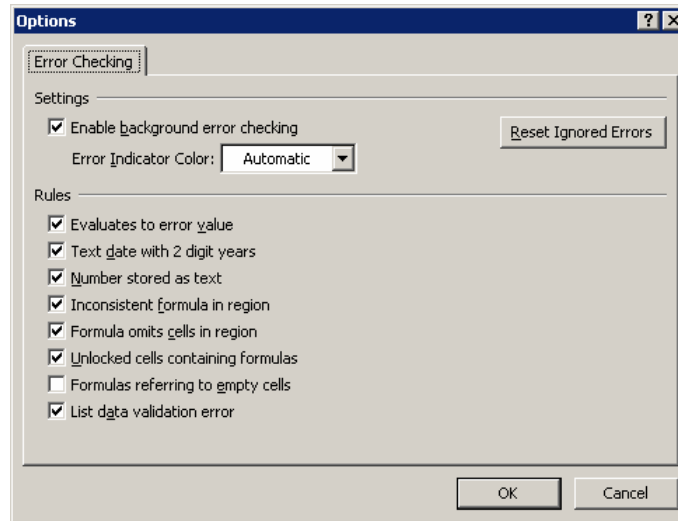 Options
Error Checking
Settings
Enable background error checking
Reset Ignored Errors
Error Indicator Color: Automatic
Rules
Evaluates to error value
Text date with 2 digit years
Number stored as text
Inconsistent formula in region
Formula omits cells in region
Unlocked cells containing formulas
Formulas referring to empty cells
List data validation error
OK Cancel